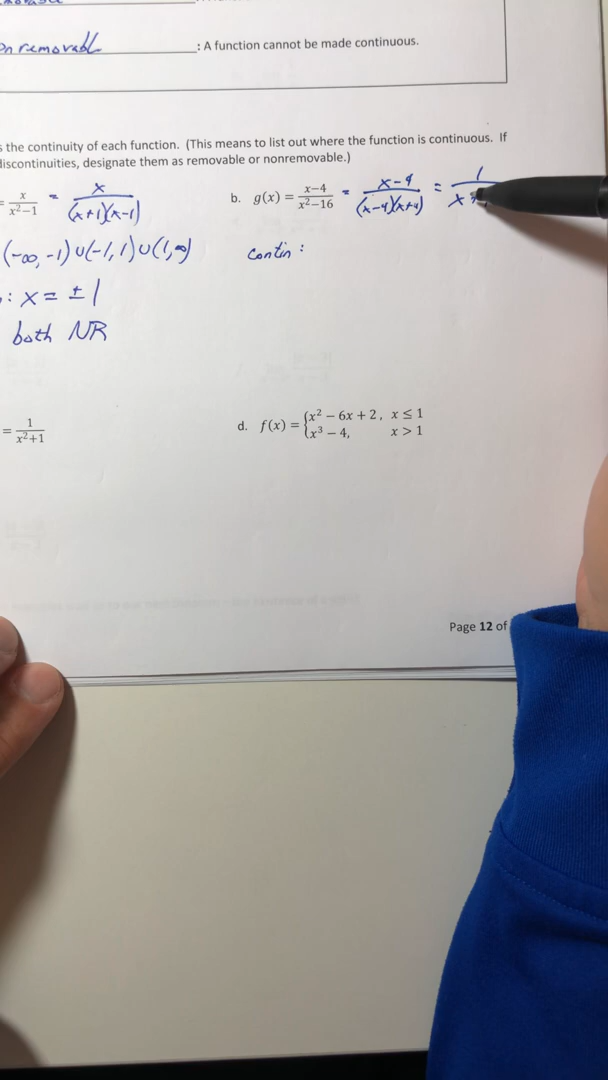 on removabl : A function cannot be made continuous.
s the continuity of each function. (This means to list out where the function is continuous. If
discontinuities, designate them as removable or nonremovable.)
= x/(x²−1) = x/((x+1)(x-1))
b. g(x) = (x−4)/(x²−16) = (x-4)/((x-4)(x+4)) = 1/x
(-∞, -1) ∪ (-1, 1) ∪ (1, ∞)
contin :
: x = ± 1
both NR
= 1/(x²+1)
d. f(x) = {x² − 6x + 2, x ≤ 1
x³ − 4, x > 1
Page 12 of